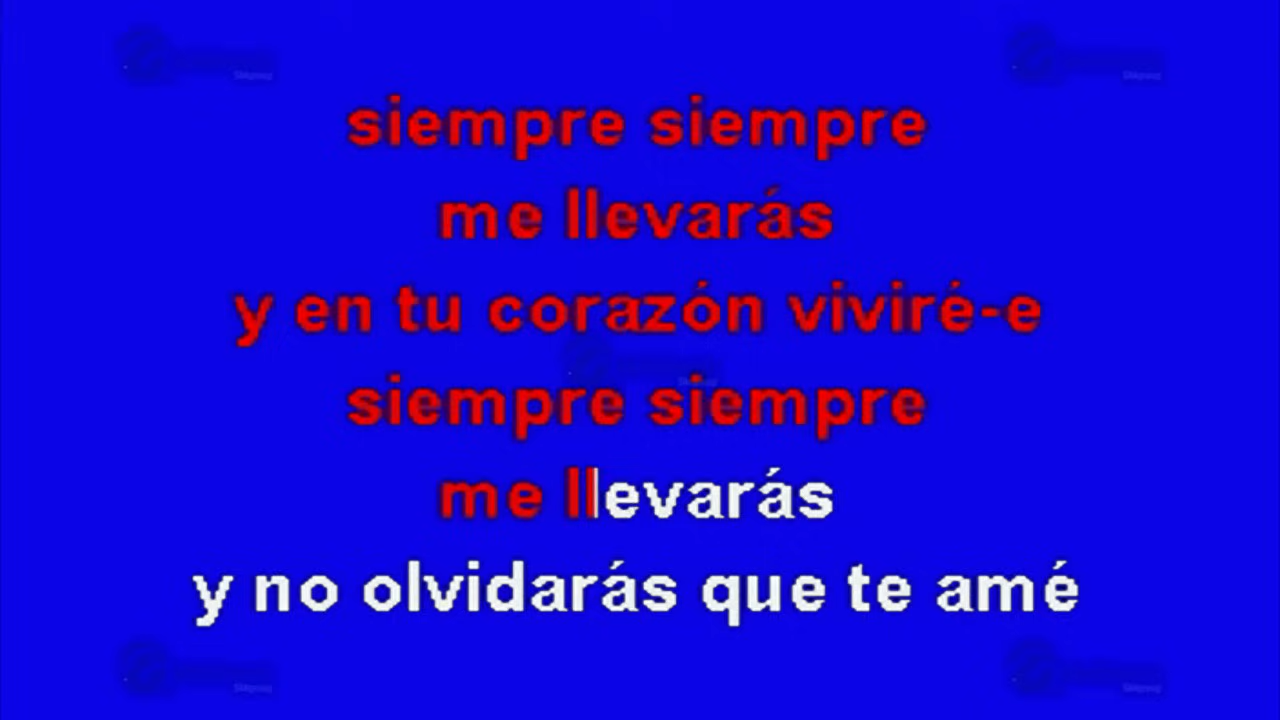 siempre siempre
me llevarás
y en tu corazón viviré-e
siempre siempre
me llevarás
y no olvidarás que te amé